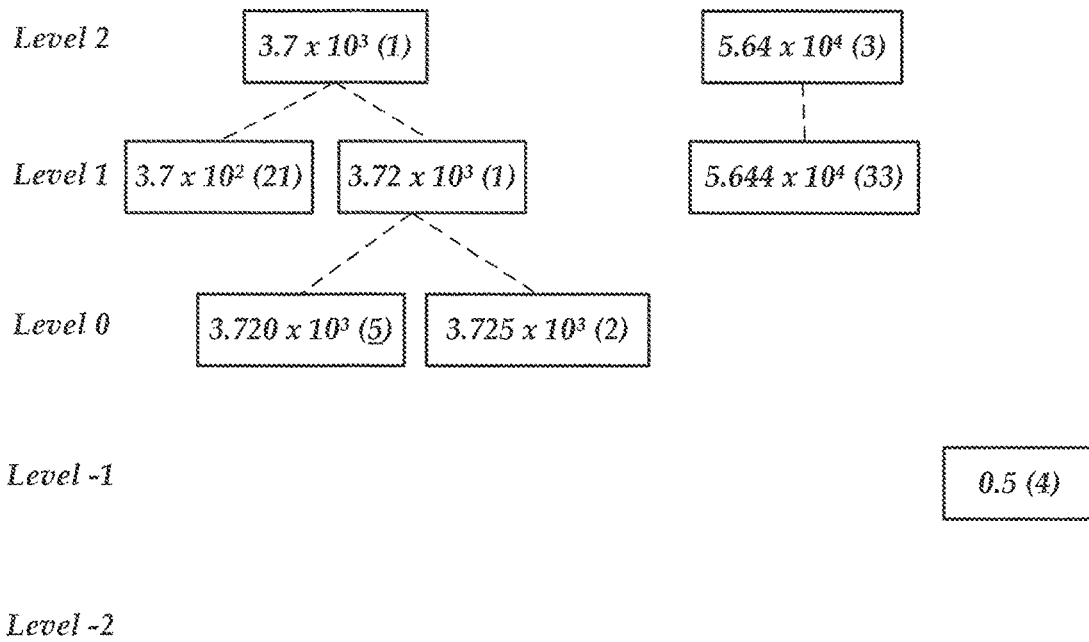 Level 2 3.7 x 10³ (1) 5.64 x 10⁴ (3)
Level 1 3.7 x 10² (21) 3.72 x 10³ (1) 5.644 x 10⁴ (33)
Level 0 3.720 x 10³ (5) 3.725 x 10³ (2)
Level -1 0.5 (4)
Level -2